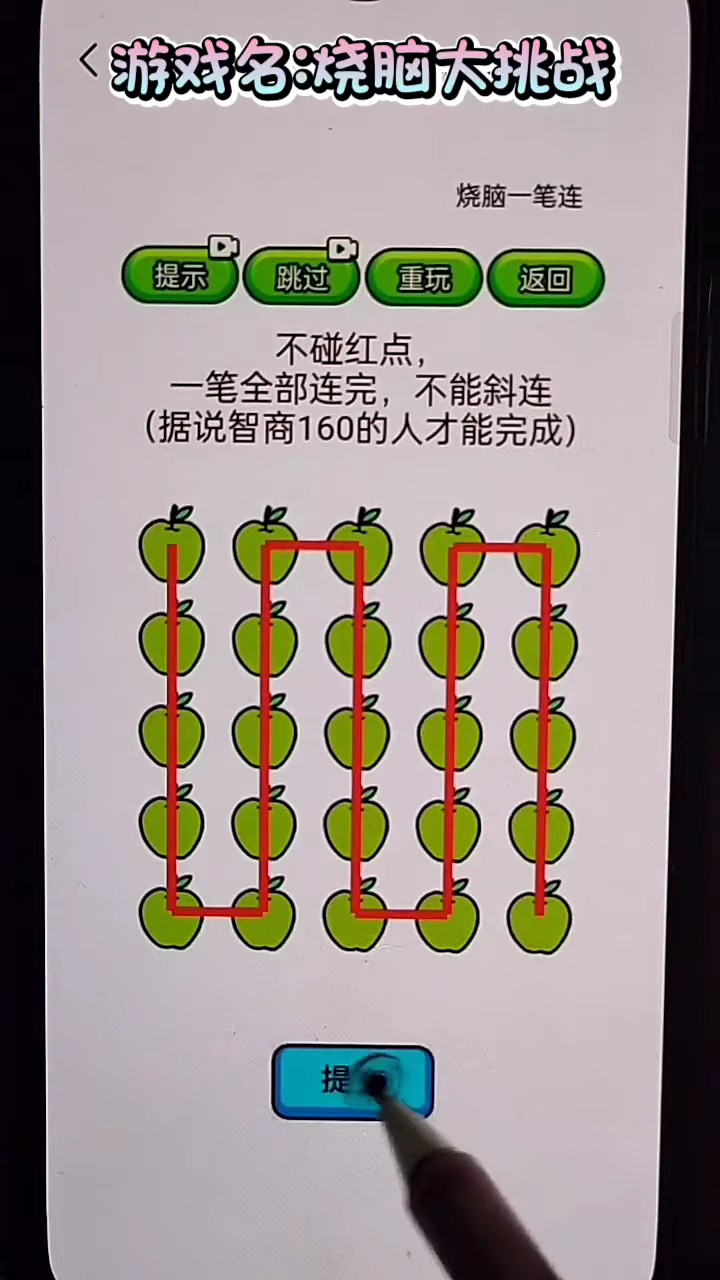 游戏名:烧脑大挑战
烧脑一笔连
提示 跳过 重玩 返回
不碰红点，
一笔全部连完，不能斜连
（据说智商160的人才能完成）
提